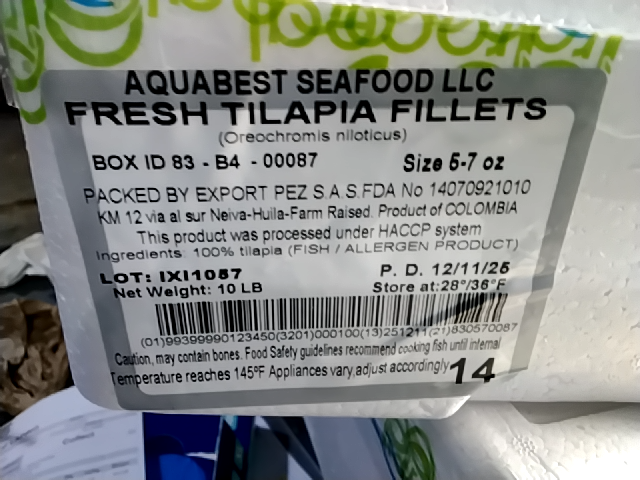 AQUABEST SEAFOOD LLC
FRESH TILAPIA FILLETS
(Oreochromis niloticus)
BOX ID 83 - B4 - 00087
Size 5-7 oz
PACKED BY EXPORT PEZ S.A.S.FDA No 14070921010
KM 12 via al sur Neiva-Huila-Farm Raised. Product of COLOMBIA
This product was processed under HACCP system
Ingredients: 100% tilapia (FISH / ALLERGEN PRODUCT)
LOT: IXI1057
P. D. 12/11/25
Net Weight: 10 LB
Store at:28°/36°F
(01)99399990123450(3201)000100(13)251211(21)830570087
Caution, may contain bones. Food Safety guidelines recommend cooking fish until internal
Temperature reaches 145ºF Appliances vary,adjust accordingly
14